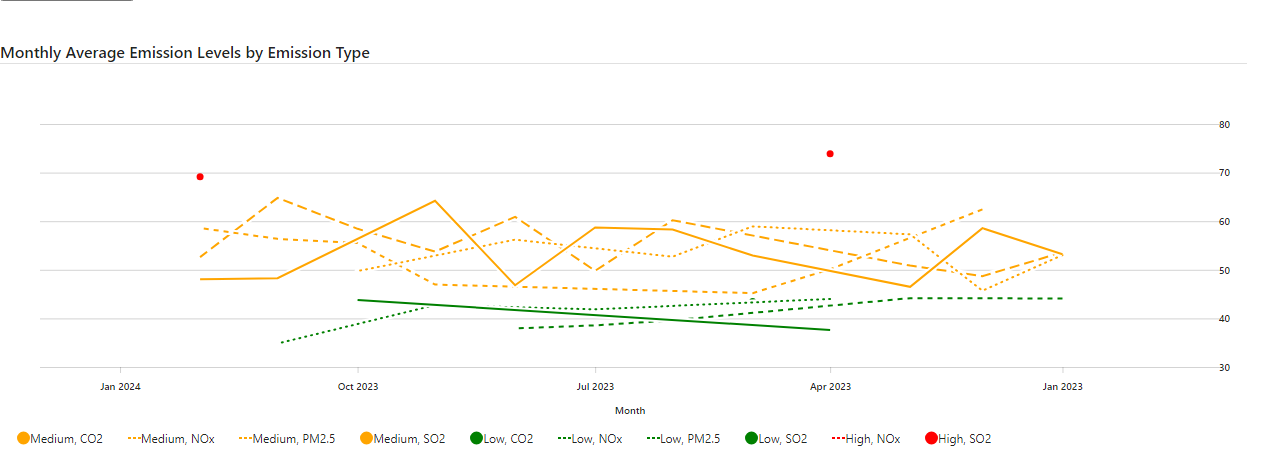 Monthly Average Emission Levels by Emission Type
80
70
60
50
40
30
Jan 2024 Oct 2023 Jul 2023 Apr 2023 Jan 2023
Month
Medium, CO2 Medium, NOx Medium, PM2.5 Medium, SO2 Low, CO2 Low, NOx Low, PM2.5 Low, SO2 High, NOx High, SO2